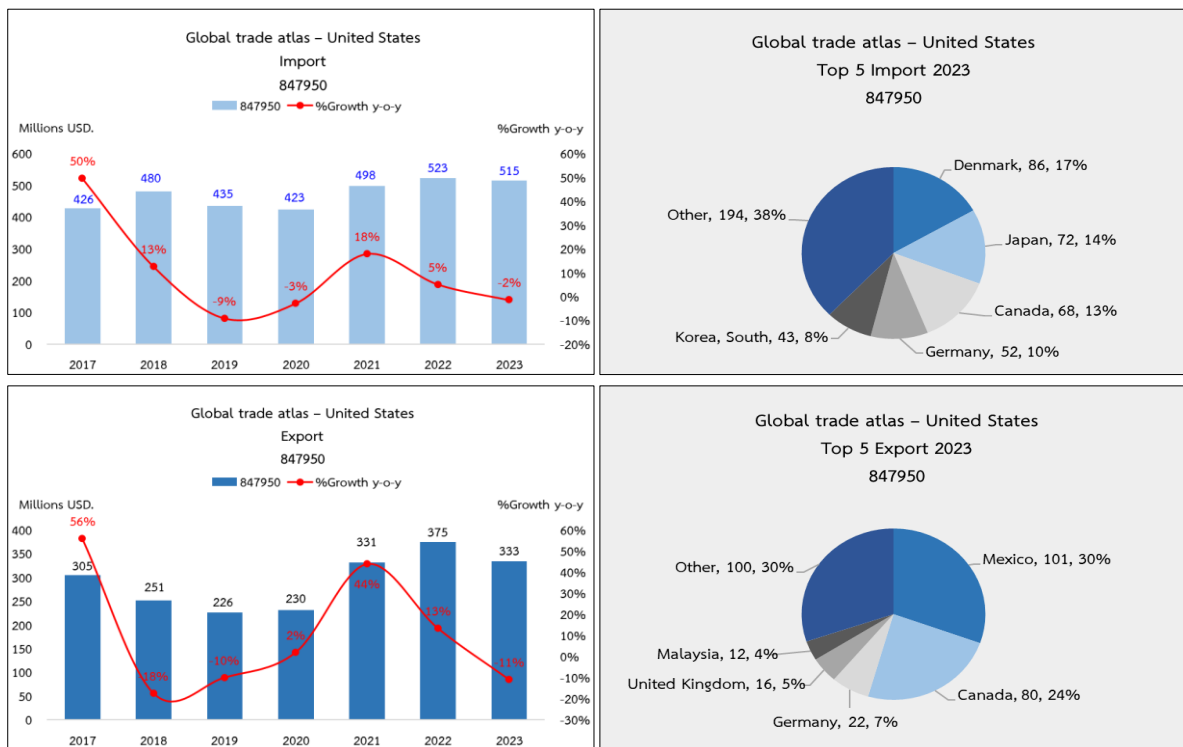 Global trade atlas – United States
Import
847950
847950 %Growth y-o-y
Millions USD. %Growth y-o-y
600 60%
500 50%
400 40%
300 30%
200 20%
100 10%
0 0%
-10%
-20%
426 480 435 423 498 523 515
50% 13% -9% -3% 18% 5% -2%
2017 2018 2019 2020 2021 2022 2023
Global trade atlas – United States
Top 5 Import 2023
847950
Denmark, 86, 17%
Other, 194, 38%
Japan, 72, 14%
Canada, 68, 13%
Korea, South, 43, 8%
Germany, 52, 10%
Global trade atlas – United States
Export
847950
847950 %Growth y-o-y
Millions USD. %Growth y-o-y
400 60%
350 50%
300 40%
250 30%
200 20%
150 10%
100 0%
50 -10%
0 -20%
-30%
305 251 226 230 331 375 333
56% -18% -10% 2% 44% 13% -11%
2017 2018 2019 2020 2021 2022 2023
Global trade atlas – United States
Top 5 Export 2023
847950
Mexico, 101, 30%
Other, 100, 30%
Malaysia, 12, 4%
United Kingdom, 16, 5%
Canada, 80, 24%
Germany, 22, 7%